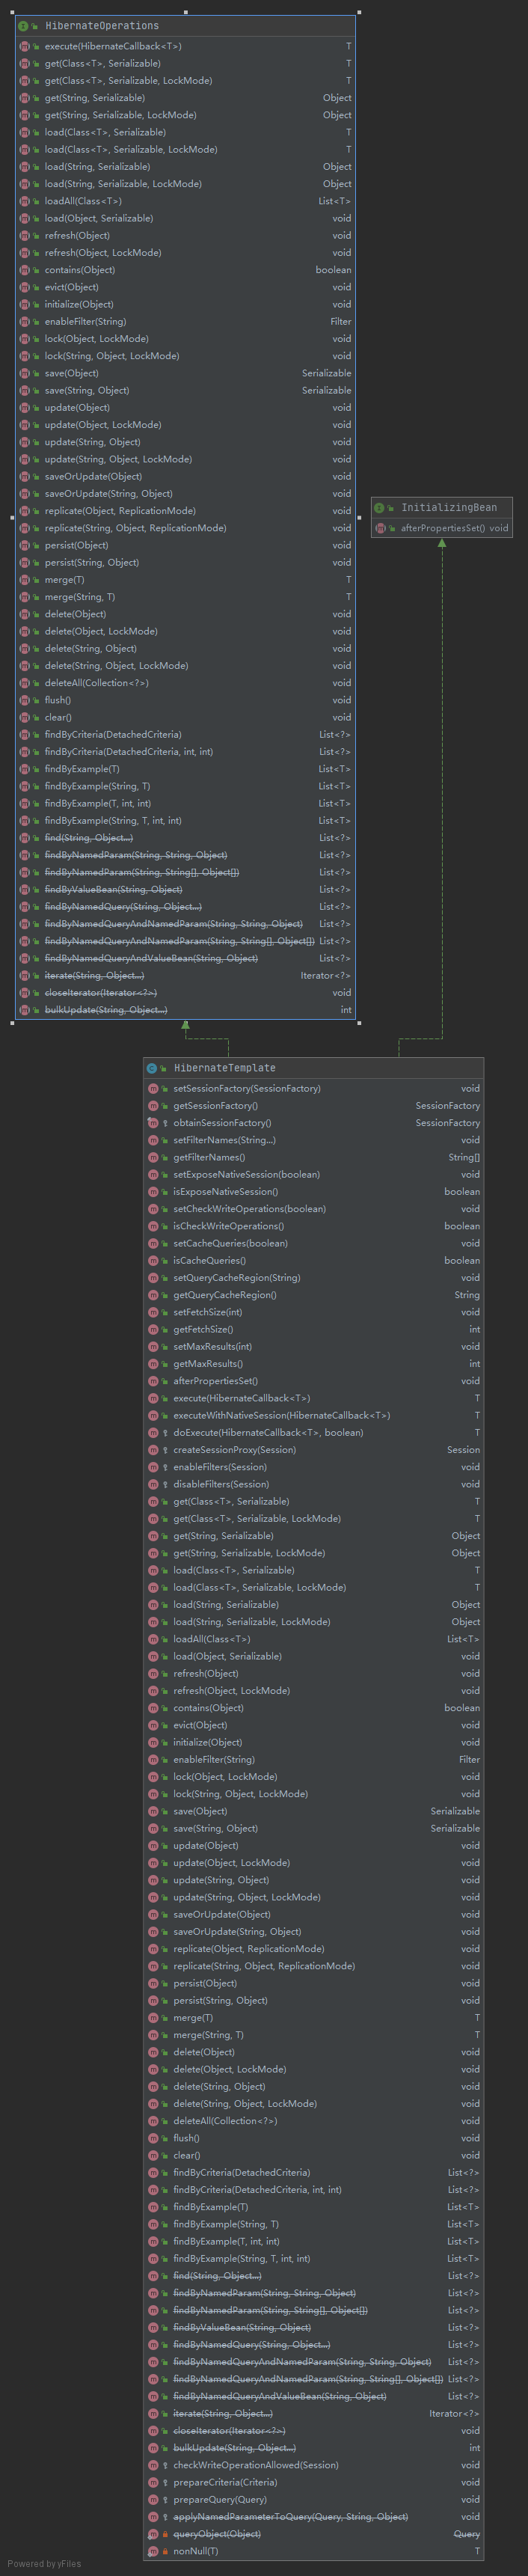 HibernateOperations
execute(HibernateCallback<T>) T
get(Class<T>, Serializable) T
get(Class<T>, Serializable, LockMode) T
get(String, Serializable) Object
get(String, Serializable, LockMode) Object
load(Class<T>, Serializable) T
load(Class<T>, Serializable, LockMode) T
load(String, Serializable) Object
load(String, Serializable, LockMode) Object
loadAll(Class<T>) List<T>
load(Object, Serializable) void
refresh(Object) void
refresh(Object, LockMode) void
contains(Object) boolean
evict(Object) void
initialize(Object) void
enableFilter(String) Filter
lock(Object, LockMode) void
lock(String, Object, LockMode) void
save(Object) Serializable
save(String, Object) Serializable
update(Object) void
update(Object, LockMode) void
update(String, Object) void
update(String, Object, LockMode) void
saveOrUpdate(Object) void
saveOrUpdate(String, Object) void
replicate(Object, ReplicationMode) void
replicate(String, Object, ReplicationMode) void
persist(Object) void
persist(String, Object) void
merge(T) T
merge(String, T) T
delete(Object) void
delete(Object, LockMode) void
delete(String, Object) void
delete(String, Object, LockMode) void
deleteAll(Collection<?>) void
flush() void
clear() void
findByCriteria(DetachedCriteria) List<?>
findByCriteria(DetachedCriteria, int, int) List<?>
findByExample(T) List<T>
findByExample(String, T) List<T>
findByExample(T, int, int) List<T>
findByExample(String, T, int, int) List<T>
find(String, Object...) List<?>
findByNamedParam(String, String, Object) List<?>
findByNamedParam(String, String[], Object[]) List<?>
findByValueBean(String, Object) List<?>
findByNamedQuery(String, Object...) List<?>
findByNamedQueryAndNamedParam(String, String, Object) List<?>
findByNamedQueryAndNamedParam(String, String[], Object[]) List<?>
findByNamedQueryAndValueBean(String, Object) List<?>
iterate(String, Object...) Iterator<?>
closeIterator(Iterator<?>) void
bulkUpdate(String, Object...) int
InitializingBean
afterPropertiesSet() void
HibernateTemplate
setSessionFactory(SessionFactory) void
getSessionFactory() SessionFactory
obtainSessionFactory() SessionFactory
setFilterNames(String...) void
getFilterNames() String[]
setExposeNativeSession(boolean) void
isExposeNativeSession() boolean
setCheckWriteOperations(boolean) void
isCheckWriteOperations() boolean
setCacheQueries(boolean) void
isCacheQueries() boolean
setQueryCacheRegion(String) void
getQueryCacheRegion() String
setFetchSize(int) void
getFetchSize() int
setMaxResults(int) void
getMaxResults() int
afterPropertiesSet() void
execute(HibernateCallback<T>) T
executeWithNativeSession(HibernateCallback<T>) T
doExecute(HibernateCallback<T>, boolean) T
createSessionProxy(Session) Session
enableFilters(Session) void
disableFilters(Session) void
get(Class<T>, Serializable) T
get(Class<T>, Serializable, LockMode) T
get(String, Serializable) Object
get(String, Serializable, LockMode) Object
load(Class<T>, Serializable) T
load(Class<T>, Serializable, LockMode) T
load(String, Serializable) Object
load(String, Serializable, LockMode) Object
loadAll(Class<T>) List<T>
load(Object, Serializable) void
refresh(Object) void
refresh(Object, LockMode) void
contains(Object) boolean
evict(Object) void
initialize(Object) void
enableFilter(String) Filter
lock(Object, LockMode) void
lock(String, Object, LockMode) void
save(Object) Serializable
save(String, Object) Serializable
update(Object) void
update(Object, LockMode) void
update(String, Object) void
update(String, Object, LockMode) void
saveOrUpdate(Object) void
saveOrUpdate(String, Object) void
replicate(Object, ReplicationMode) void
replicate(String, Object, ReplicationMode) void
persist(Object) void
persist(String, Object) void
merge(T) T
merge(String, T) T
delete(Object) void
delete(Object, LockMode) void
delete(String, Object) void
delete(String, Object, LockMode) void
deleteAll(Collection<?>) void
flush() void
clear() void
findByCriteria(DetachedCriteria) List<?>
findByCriteria(DetachedCriteria, int, int) List<?>
findByExample(T) List<T>
findByExample(String, T) List<T>
findByExample(T, int, int) List<T>
findByExample(String, T, int, int) List<T>
find(String, Object...) List<?>
findByNamedParam(String, String, Object) List<?>
findByNamedParam(String, String[], Object[]) List<?>
findByValueBean(String, Object) List<?>
findByNamedQuery(String, Object...) List<?>
findByNamedQueryAndNamedParam(String, String, Object) List<?>
findByNamedQueryAndNamedParam(String, String[], Object[]) List<?>
findByNamedQueryAndValueBean(String, Object) List<?>
iterate(String, Object...) Iterator<?>
closeIterator(Iterator<?>) void
bulkUpdate(String, Object...) int
checkWriteOperationAllowed(Session) void
prepareCriteria(Criteria) void
prepareQuery(Query) void
applyNamedParameterToQuery(Query, String, Object) void
queryObject(Object) Query
nonNull(T) T
Powered by yFiles